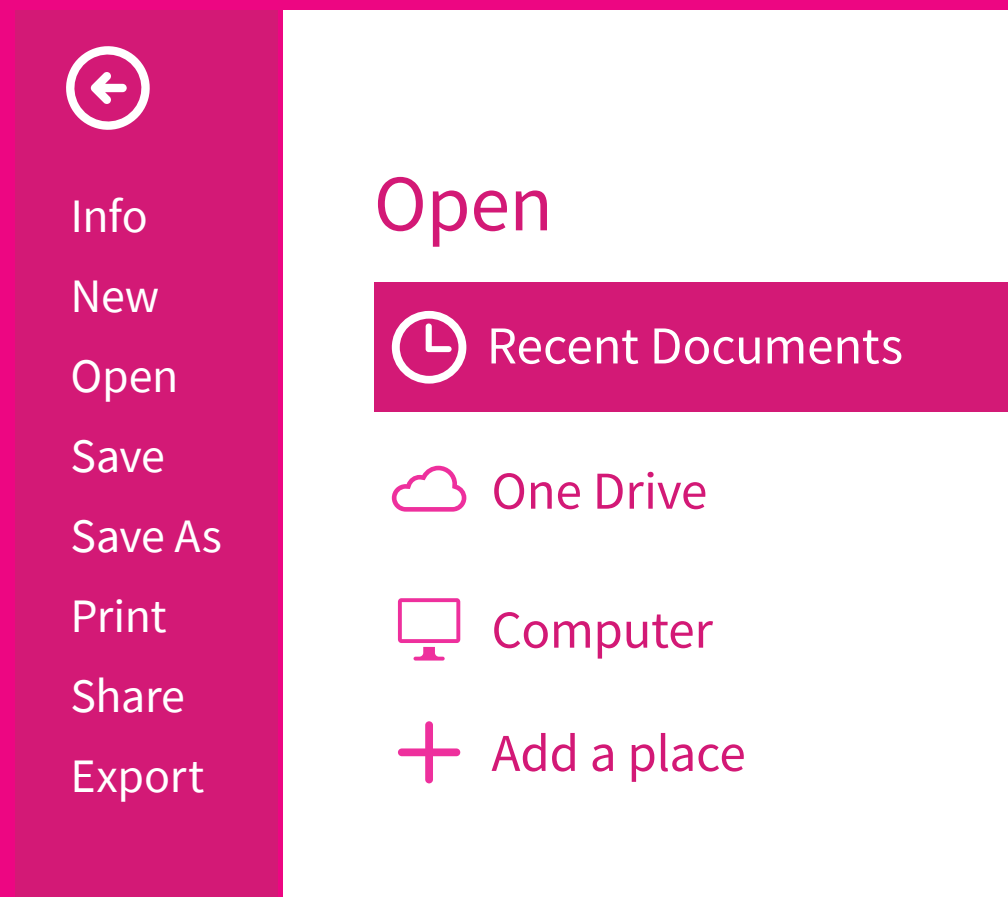 Info
New
Open
Save
Save As
Print
Share
Export
Open
Recent Documents
One Drive
Computer
Add a place